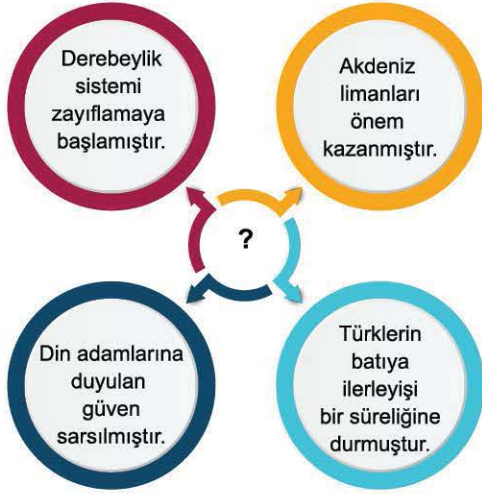 Derebeylik
sistemi
zayıflamaya
başlamıştır.
Akdeniz
limanları
önem
kazanmıştır.
?
Din adamlarına
duyulan
güven
sarsılmıştır.
Türklerin
batıya
ilerleyişi
bir süreliğine
durmuştur.